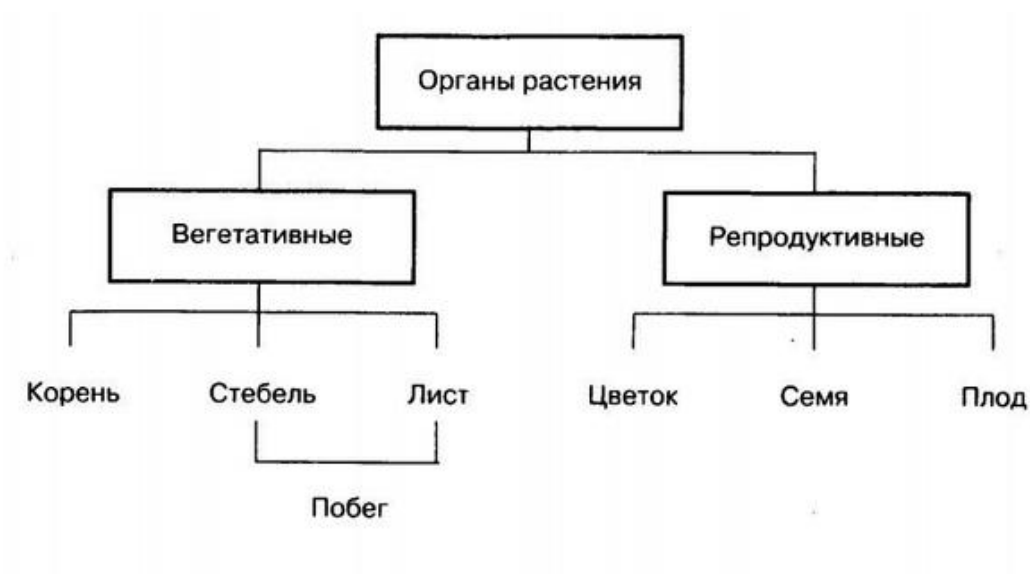 Органы растения
Вегетативные
Репродуктивные
Корень
Стебель
Лист
Цветок
Семя
Плод
Побег